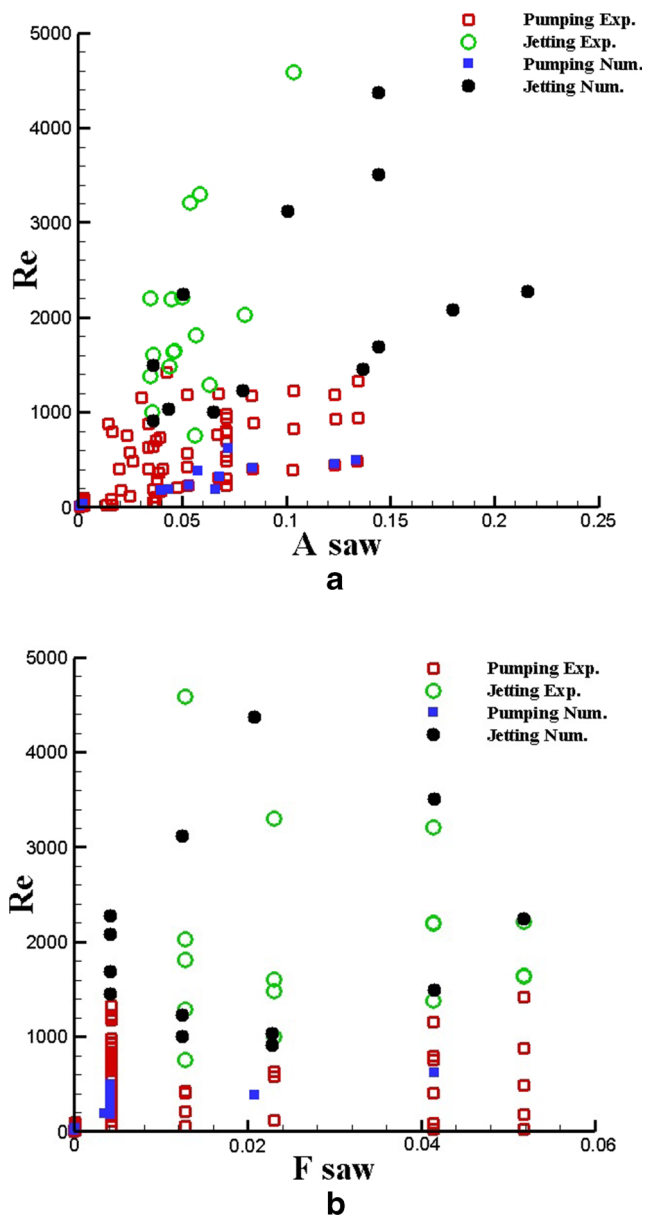 Pumping Exp.
Jetting Exp.
Pumping Num.
Jetting Num.
5000
4000
3000
2000
1000
0
Re
0
0.05
0.1
0.15
0.2
0.25
A saw
a
Pumping Exp.
Jetting Exp.
Pumping Num.
Jetting Num.
5000
4000
3000
2000
1000
0
Re
0
0.02
0.04
0.06
F saw
b